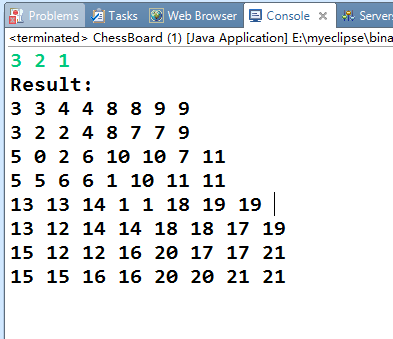 Problems Tasks Web Browser Console Servers
<terminated> ChessBoard (1) [Java Application] E:\myeclipse\bina
3 2 1
Result:
3 3 4 4 8 8 9 9
3 2 2 4 8 7 7 9
5 0 2 6 10 10 7 11
5 5 6 6 1 10 11 11
13 13 14 1 1 18 19 19
13 12 14 14 18 18 17 19
15 12 12 16 20 17 17 21
15 15 16 16 20 20 21 21